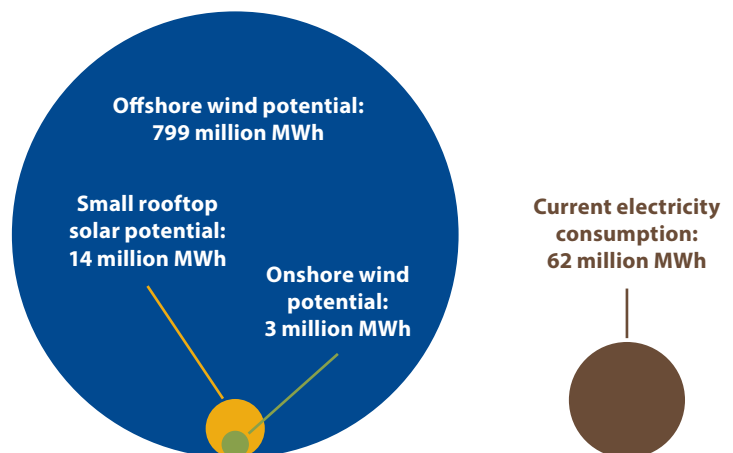 Offshore wind potential:
799 million MWh
Small rooftop
solar potential:
14 million MWh
Onshore wind
potential:
3 million MWh
Current electricity
consumption:
62 million MWh